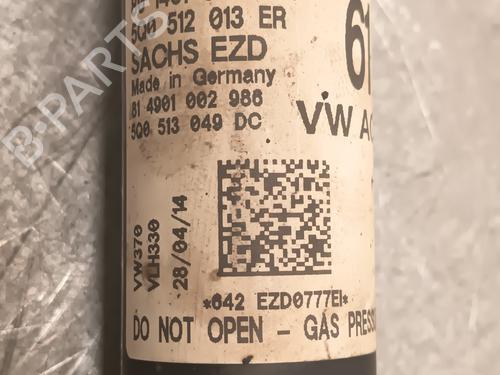 5Q0 512 013 ER
SACHS EZD
Made in Germany
81 4901 002 986
5Q0 513 049 DC
VW
VW370
VLH330
28/04/14
*642 EZD0777EI*
DO NOT OPEN - GAS
B-PARTS